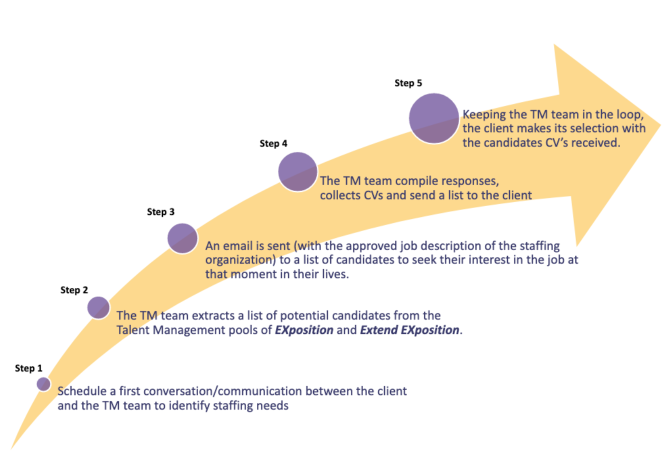 Step 5
Keeping the TM team in the loop,
the client makes its selection with
the candidates CV's received.
Step 4
The TM team compile responses,
collects CVs and send a list to the client
Step 3
An email is sent (with the approved job description of the staffing
organization) to a list of candidates to seek their interest in the job at
that moment in their lives.
Step 2
The TM team extracts a list of potential candidates from the
Talent Management pools of EXposition and Extend EXposition.
Step 1
Schedule a first conversation/communication between the client
and the TM team to identify staffing needs